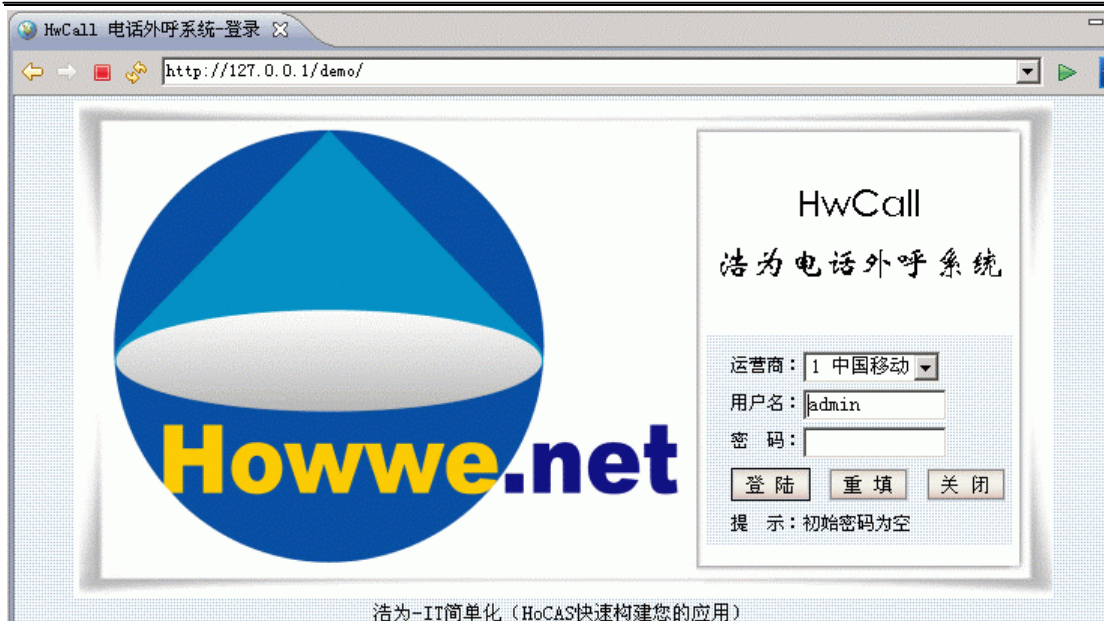 HwCall 电话外呼系统-登录
http://127.0.0.1/demo/
HwCall
浩为电话外呼系统
Howwe.net
运营商：1 中国移动
用户名：admin
密 码：
登 陆 重 填 关 闭
提 示：初始密码为空
浩为-IT简单化（HoCAS快速构建您的应用）